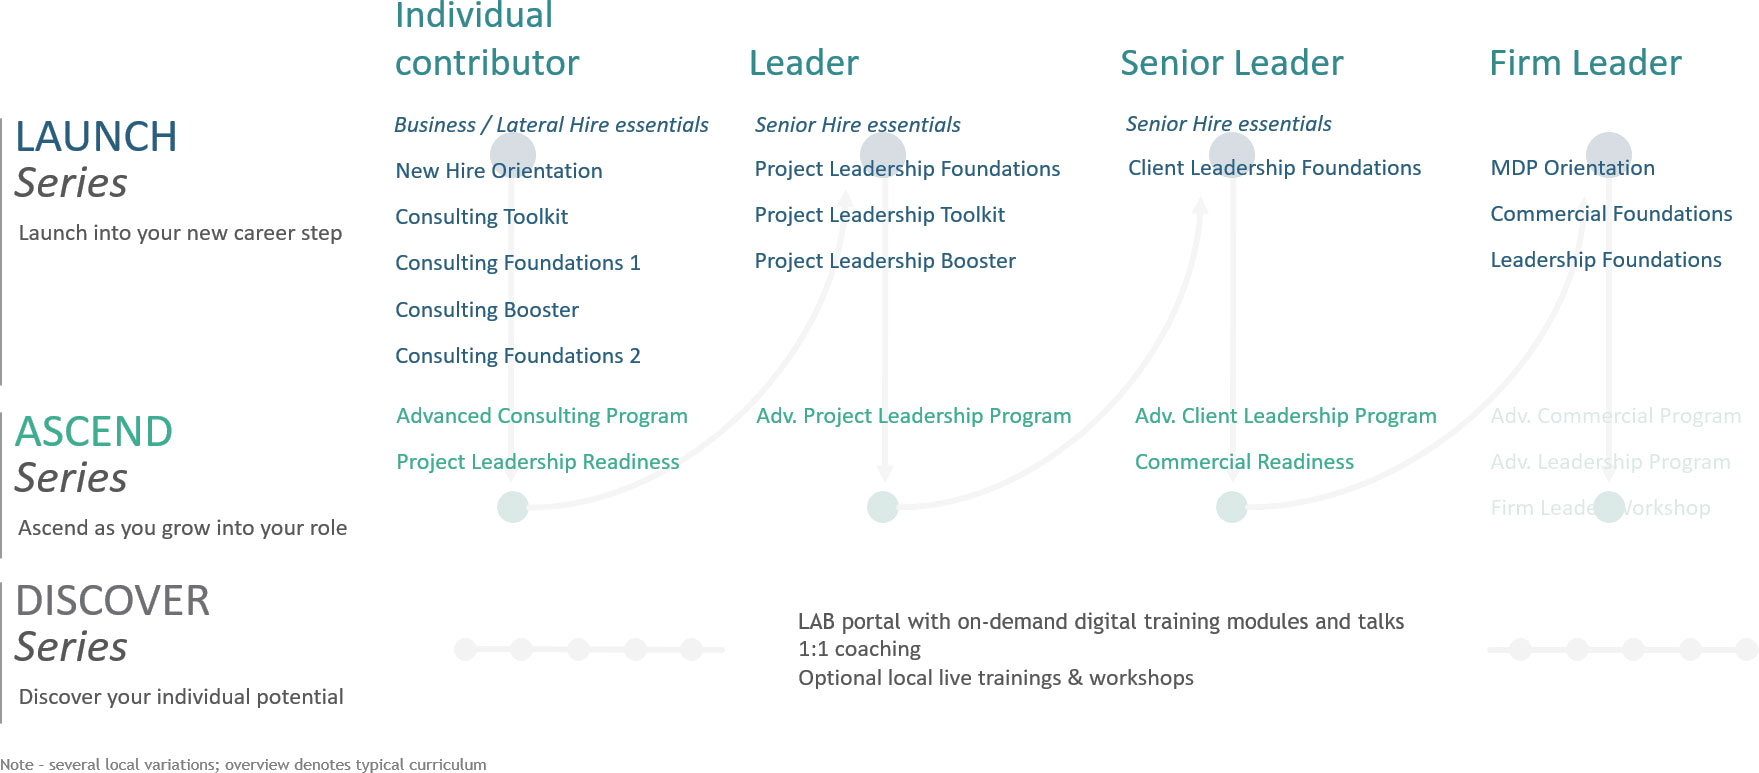 Individual
contributor
Leader
Senior Leader
Firm Leader
LAUNCH
Series
Launch into your new career step
Business / Lateral Hire essentials
New Hire Orientation
Consulting Toolkit
Consulting Foundations 1
Consulting Booster
Consulting Foundations 2
Senior Hire essentials
Project Leadership Foundations
Project Leadership Toolkit
Project Leadership Booster
Senior Hire essentials
Client Leadership Foundations
MDP Orientation
Commercial Foundations
Leadership Foundations
ASCEND
Series
Ascend as you grow into your role
Advanced Consulting Program
Project Leadership Readiness
Adv. Project Leadership Program
Adv. Client Leadership Program
Commercial Readiness
Adv. Commercial Program
Adv. Leadership Program
Firm Leader Workshop
DISCOVER
Series
Discover your individual potential
LAB portal with on-demand digital training modules and talks
1:1 coaching
Optional local live trainings & workshops
Note - several local variations; overview denotes typical curriculum